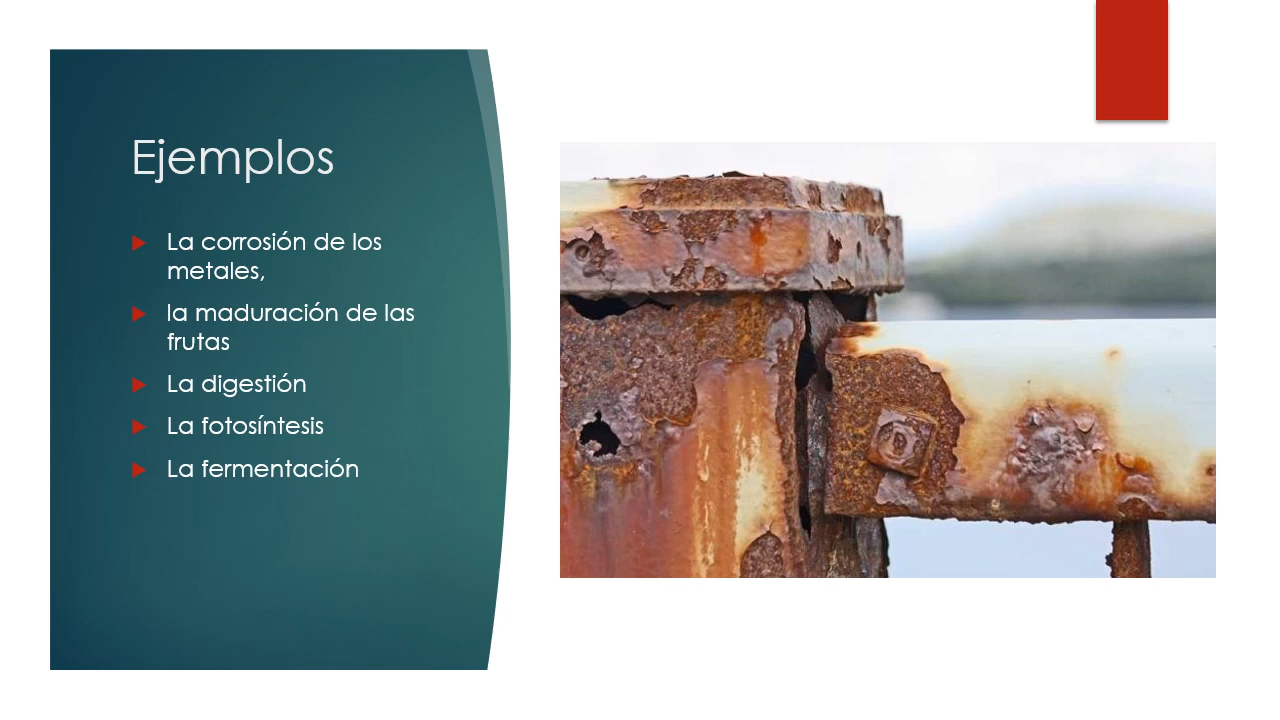 Ejemplos
La corrosión de los
metales,
la maduración de las
frutas
La digestión
La fotosíntesis
La fermentación